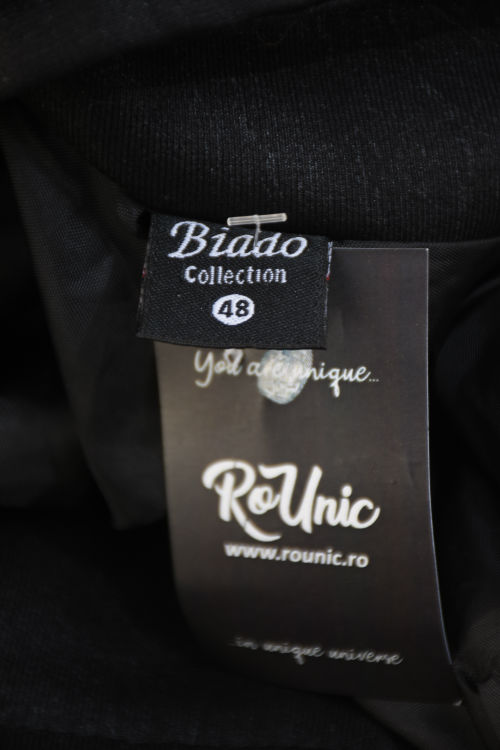 Biado
Collection
48
You are unique...
RoUnic
www.rounic.ro
...in unique universe